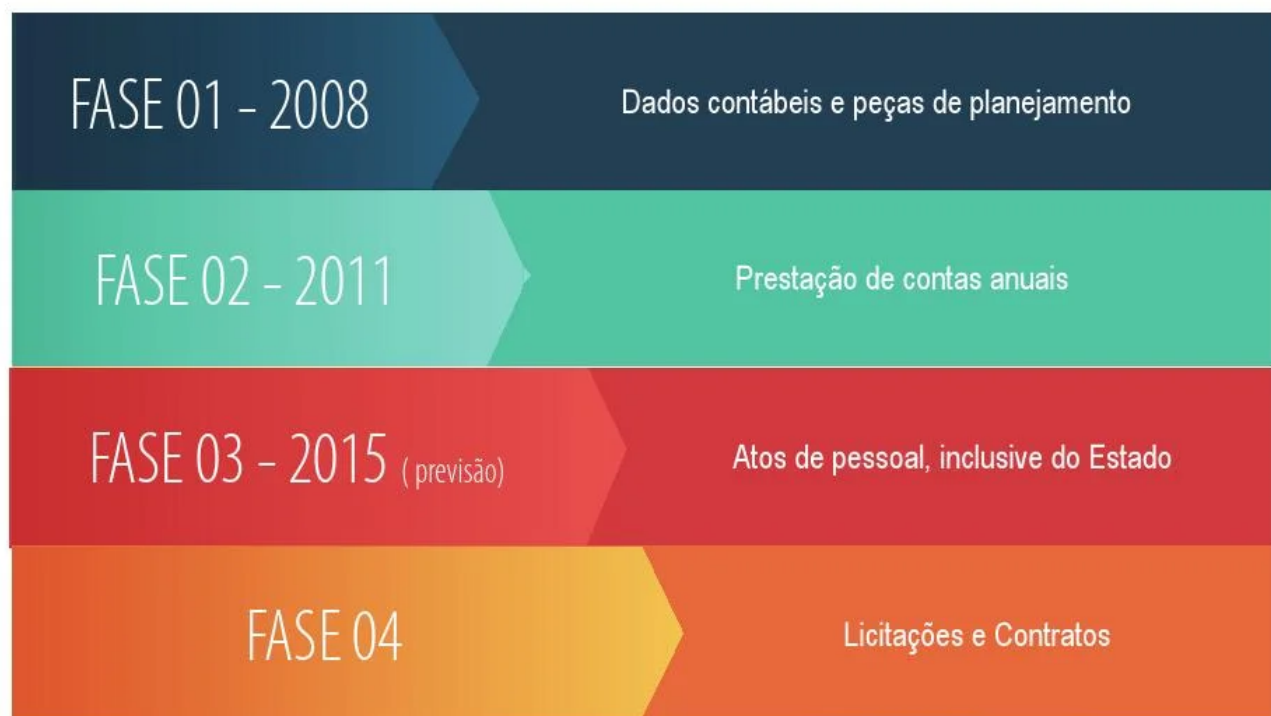 FASE 01 – 2008
Dados contábeis e peças de planejamento
FASE 02 – 2011
Prestação de contas anuais
FASE 03 – 2015 ( previsão)
Atos de pessoal, inclusive do Estado
FASE 04
Licitações e Contratos